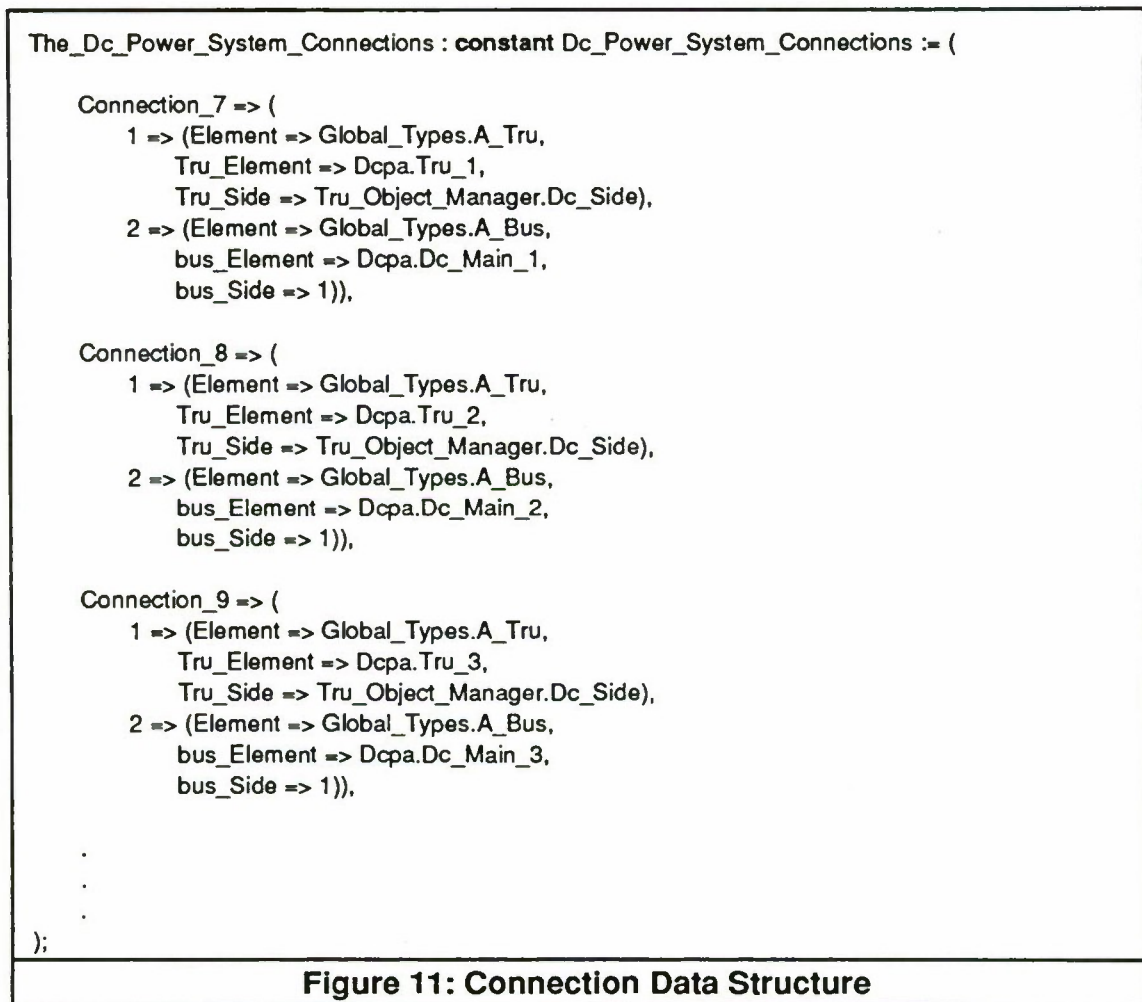 The_Dc_Power_System_Connections : constant Dc_Power_System_Connections := (
Connection_7 => (
1 => (Element => Global_Types.A_Tru,
Tru_Element => Dcpa.Tru_1,
Tru_Side => Tru_Object_Manager.Dc_Side),
2 => (Element => Global_Types.A_Bus,
bus_Element => Dcpa.Dc_Main_1,
bus_Side => 1)),
Connection_8 => (
1 => (Element => Global_Types.A_Tru,
Tru_Element => Dcpa.Tru_2,
Tru_Side => Tru_Object_Manager.Dc_Side),
2 => (Element => Global_Types.A_Bus,
bus_Element => Dcpa.Dc_Main_2,
bus_Side => 1)),
Connection_9 => (
1 => (Element => Global_Types.A_Tru,
Tru_Element => Dcpa.Tru_3,
Tru_Side => Tru_Object_Manager.Dc_Side),
2 => (Element => Global_Types.A_Bus,
bus_Element => Dcpa.Dc_Main_3,
bus_Side => 1)),
.
.
.
);
Figure 11: Connection Data Structure